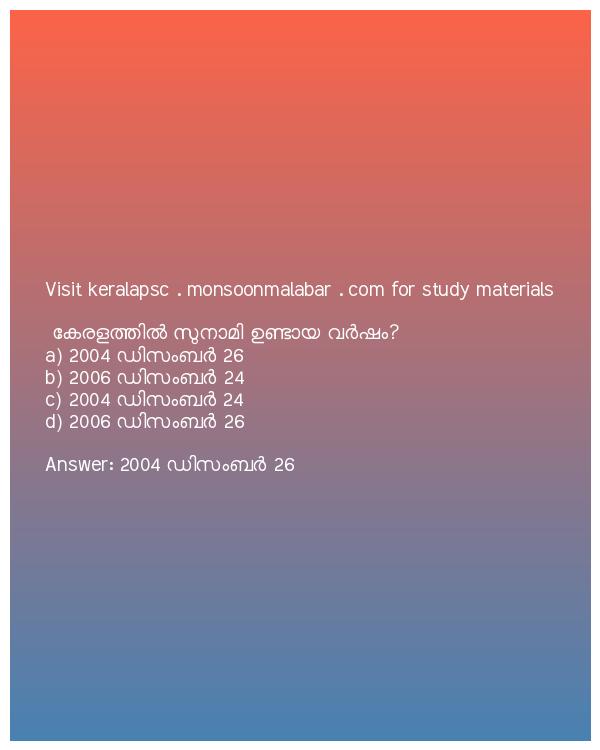 Visit keralapsc . monsoonmalabar . com for study materials
കേരളത്തിൽ സുനാമി ഉണ്ടായ വർഷം?
a) 2004 ഡിസംബർ 26
b) 2006 ഡിസംബർ 24
c) 2004 ഡിസംബർ 24
d) 2006 ഡിസംബർ 26
Answer: 2004 ഡിസംബർ 26